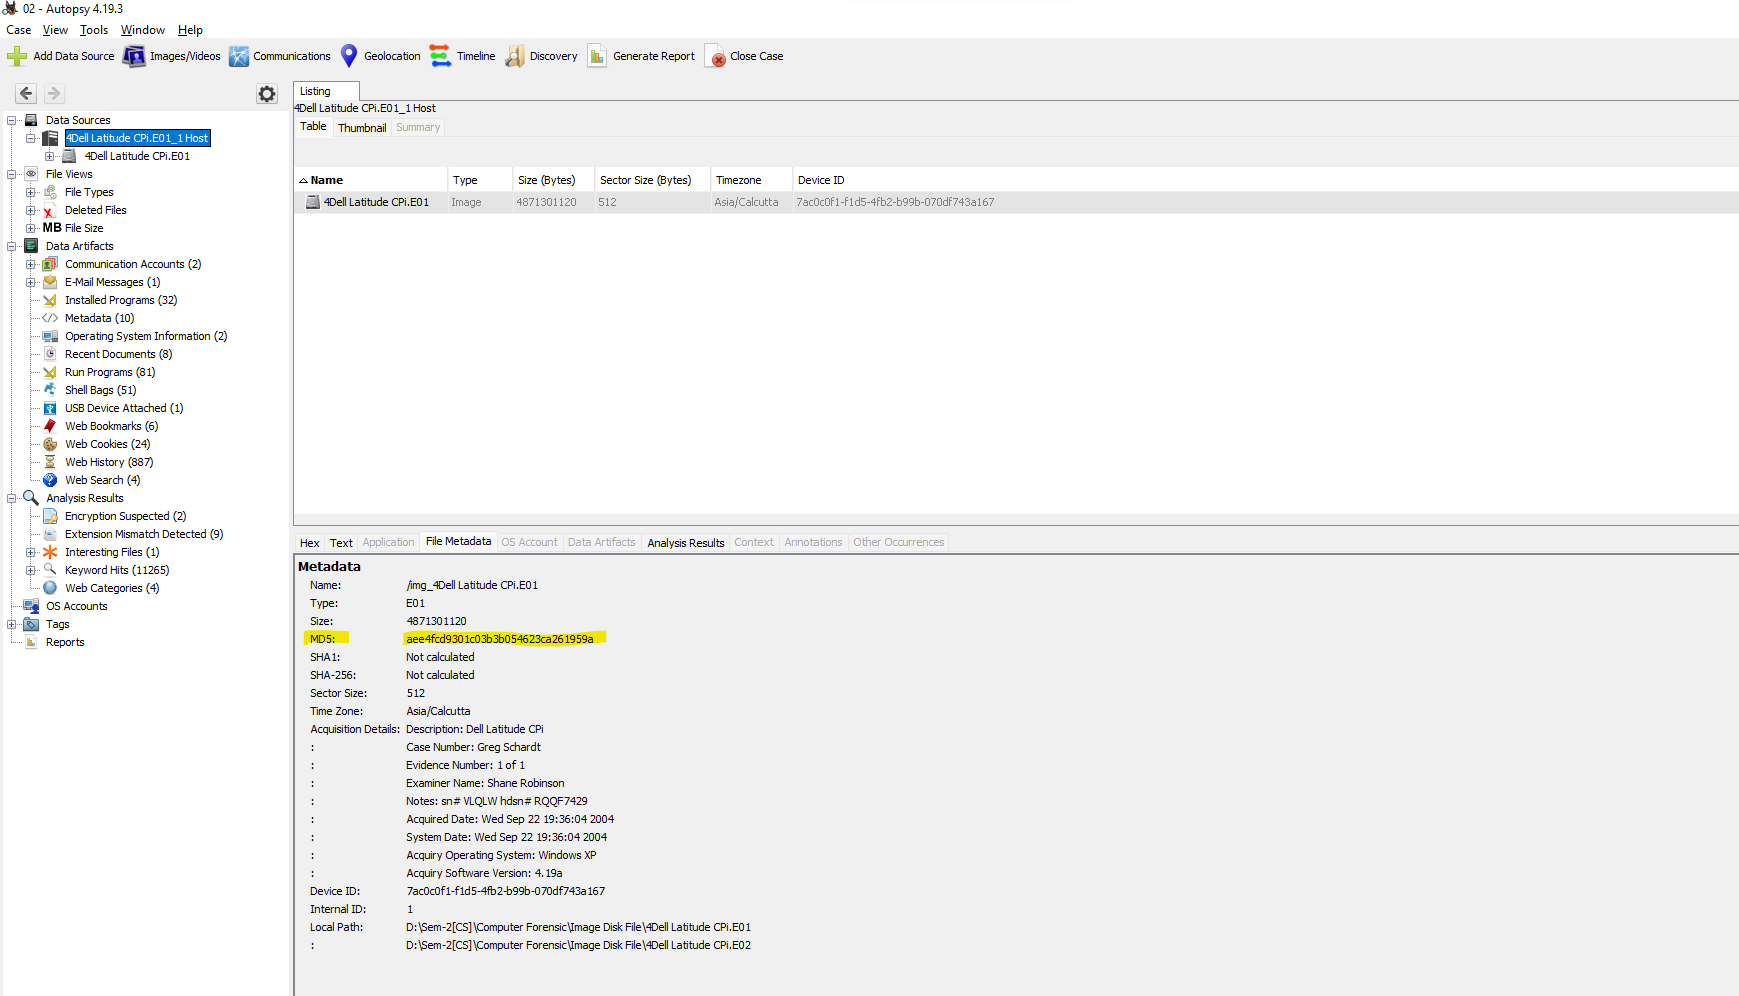 02 - Autopsy 4.19.3
Case View Tools Window Help
Add Data Source Images/Videos Communications Geolocation Timeline Discovery Generate Report Close Case
Data Sources
4Dell Latitude CPi.E01_1 Host
4Dell Latitude CPi.E01
File Views
File Types
Deleted Files
MB File Size
Data Artifacts
Communication Accounts (2)
E-Mail Messages (1)
Installed Programs (32)
Metadata (10)
Operating System Information (2)
Recent Documents (8)
Run Programs (81)
Shell Bags (51)
USB Device Attached (1)
Web Bookmarks (6)
Web Cookies (24)
Web History (887)
Web Search (4)
Analysis Results
Encryption Suspected (2)
Extension Mismatch Detected (9)
Interesting Files (1)
Keyword Hits (11265)
Web Categories (4)
OS Accounts
Tags
Reports
Listing
4Dell Latitude CPi.E01_1 Host
Table Thumbnail Summary
Name Type Size (Bytes) Sector Size (Bytes) Timezone Device ID
4Dell Latitude CPi.E01 Image 4871301120 512 Asia/Calcutta 7ac0c0f1-f1d5-4fb2-b99b-070df743a167
Hex Text Application File Metadata OS Account Data Artifacts Analysis Results Context Annotations Other Occurrences
Metadata
Name: /img_4Dell Latitude CPi.E01
Type: E01
Size: 4871301120
MD5: aee4fcd9301c03b3b054623ca261959a
SHA1: Not calculated
SHA-256: Not calculated
Sector Size: 512
Time Zone: Asia/Calcutta
Acquisition Details: Description: Dell Latitude CPi
: Case Number: Greg Schardt
: Evidence Number: 1 of 1
: Examiner Name: Shane Robinson
: Notes: sn# VLQLW hdsn# RQQF7429
: Acquired Date: Wed Sep 22 19:36:04 2004
: System Date: Wed Sep 22 19:36:04 2004
: Acquiry Operating System: Windows XP
: Acquiry Software Version: 4.19a
Device ID: 7ac0c0f1-f1d5-4fb2-b99b-070df743a167
Internal ID: 1
Local Path: D:\Sem-2[CS]\Computer Forensic\Image Disk File\4Dell Latitude CPi.E01
: D:\Sem-2[CS]\Computer Forensic\Image Disk File\4Dell Latitude CPi.E02